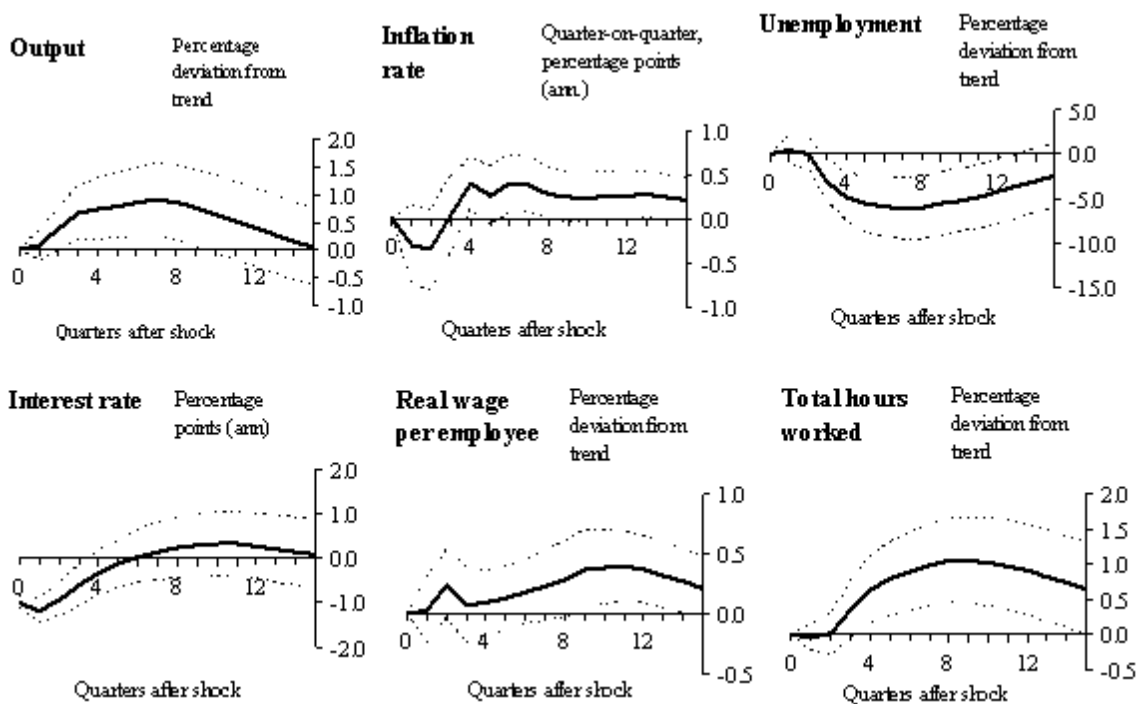 Output
Percentage
deviation from
trend
2.0
1.5
1.0
0.5
0.0
-0.5
-1.0
0 4 8 12
Quarters after shock
Inflation
rate
Quarter-on-quarter,
percentage points
(ann.)
1.0
0.5
0.0
-0.5
-1.0
0 4 8 12
Quarters after shock
Unemployment
Percentage
deviation from
trend
5.0
0.0
-5.0
-10.0
-15.0
0 4 8 12
Quarters after shock
Interest rate
Percentage
points (ann)
2.0
1.0
0.0
-1.0
-2.0
0 4 8 12
Quarters after shock
Real wage
per employee
Percentage
deviation from
trend
1.0
0.5
0.0
-0.5
0 4 8 12
Quarters after shock
Total hours
worked
Percentage
deviation from
trend
2.0
1.5
1.0
0.5
0.0
-0.5
0 4 8 12
Quarters after shock